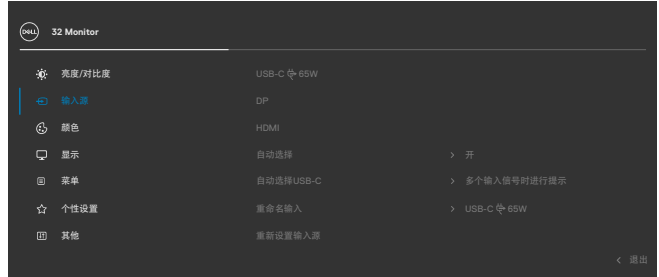 DELL 32 Monitor
亮度/对比度 USB-C 65W
输入源 DP
颜色 HDMI
显示 自动选择 > 开
菜单 自动选择USB-C > 多个输入信号时进行提示
个性设置 重命名输入 > USB-C 65W
其他 重新设置输入源
< 退出